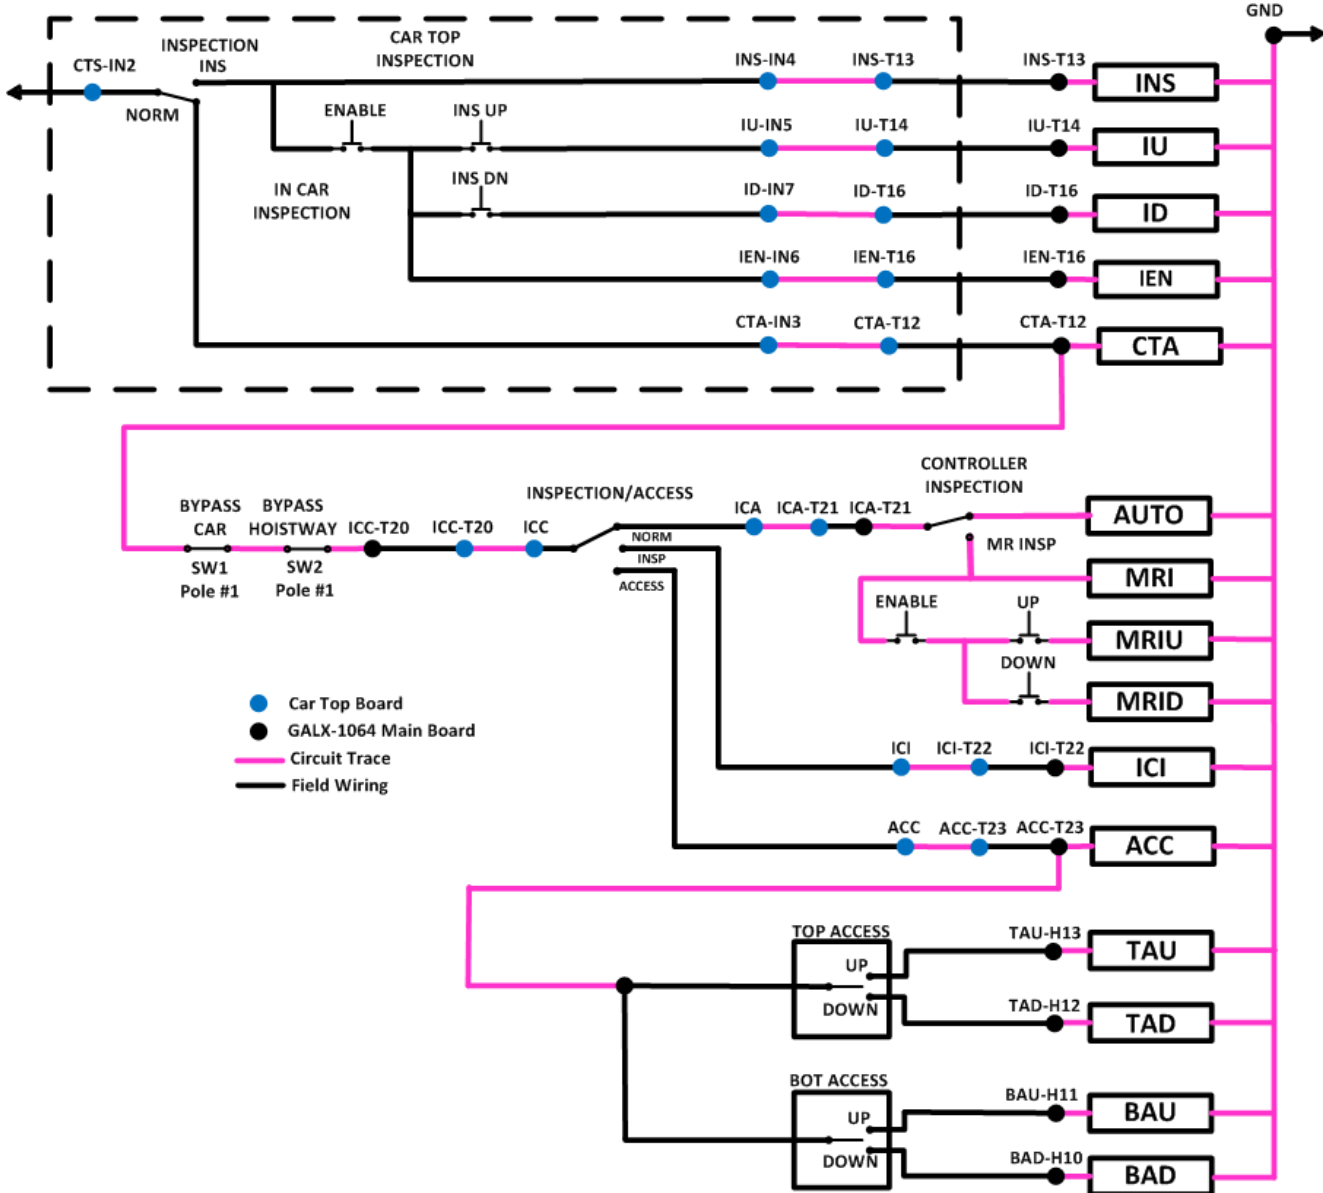 GND
INSPECTION
INS
CAR TOP
INSPECTION
CTS-IN2
NORM
INS-IN4
INS-T13
INS-T13
INS
ENABLE
INS UP
IU-IN5
IU-T14
IU-T14
IU
IN CAR
INSPECTION
INS DN
ID-IN7
ID-T16
ID-T16
ID
IEN-IN6
IEN-T16
IEN-T16
IEN
CTA-IN3
CTA-T12
CTA-T12
CTA
CONTROLLER
INSPECTION
BYPASS
CAR
BYPASS
HOISTWAY
ICC-T20
ICC-T20
ICC
INSPECTION/ACCESS
ICA
ICA-T21
ICA-T21
AUTO
SW1
Pole #1
SW2
Pole #1
NORM
INSP
ACCESS
MR INSP
MRI
ENABLE
UP
MRIU
DOWN
MRID
Car Top Board
GALX-1064 Main Board
Circuit Trace
Field Wiring
ICI
ICI-T22
ICI-T22
ICI
ACC
ACC-T23
ACC-T23
ACC
TOP ACCESS
UP
DOWN
TAU-H13
TAU
TAD-H12
TAD
BOT ACCESS
UP
DOWN
BAU-H11
BAU
BAD-H10
BAD